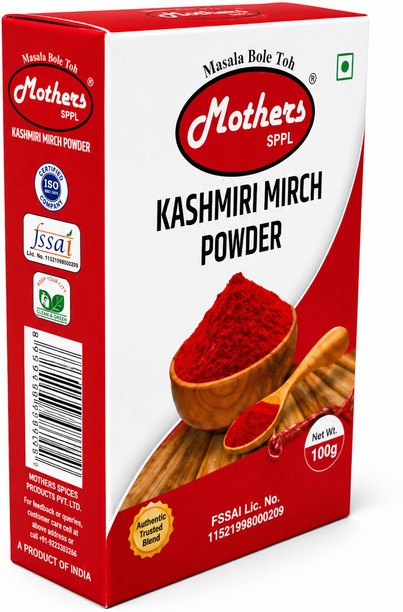 Masala Bole Toh
Mothers
SPPL
®
KASHMIRI MIRCH
POWDER
Net Wt.
100g
Authentic
Trusted
Blend
FSSAI Lic. No.
11521998000209
Masala Bole Toh
Mothers
SPPL
®
KASHMIRI MIRCH POWDER
CERTIFIED
ISO
COMPANY
fssai
Lic. No. 11521998000209
KEEP YOUR CITY
CLEAN & GREEN
MOTHERS SPICES
PRODUCTS PVT. LTD.
For feedback or queries,
customer care cell at
above address or
call +91-9223303266
A PRODUCT OF INDIA